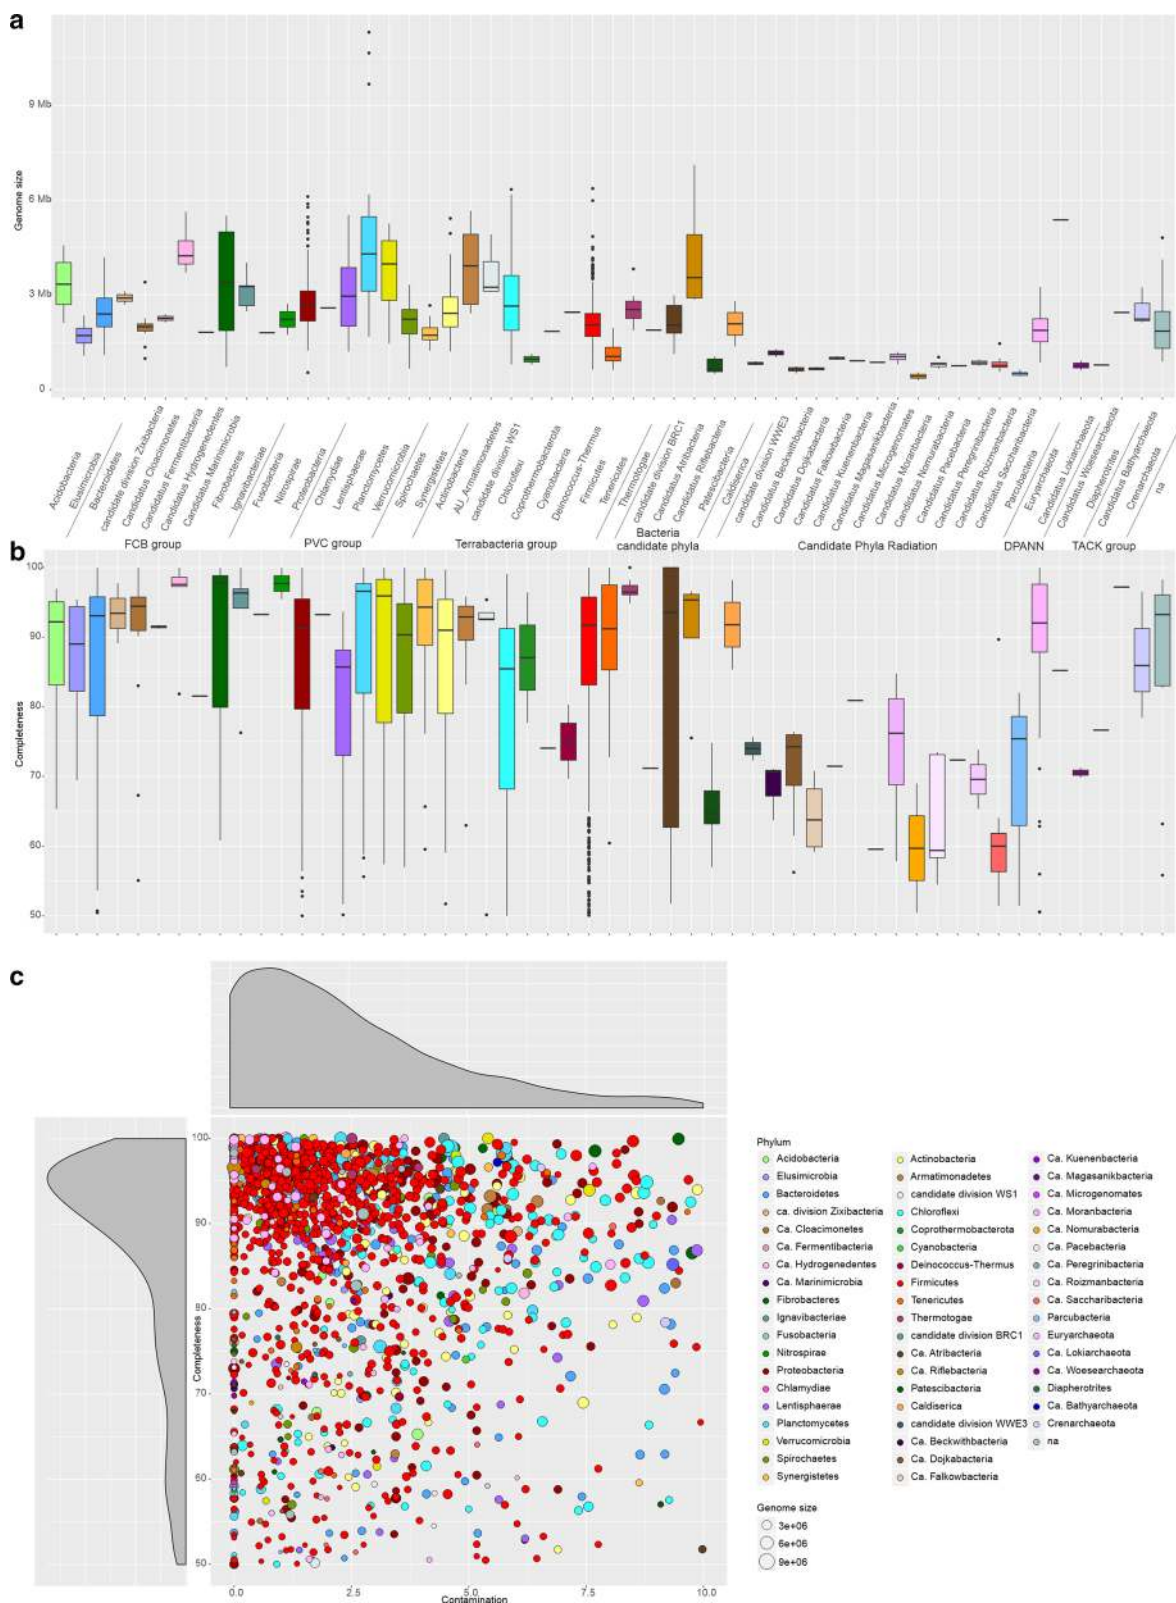 a
9 Mb
6 Mb
3 Mb
0
Genome size
Acidobacteria
Elusimicrobia
Bacteroidetes
candidate division Zixibacteria
Candidatus Cloacimonetes
Candidatus Fermentibacteria
Candidatus Hydrogenedentes
Candidatus Marinimicrobia
Fibrobacteres
Ignavibacteriae
Fusobacteria
Nitrospirae
Proteobacteria
Chlamydiae
Lentisphaerae
Planctomycetes
Verrucomicrobia
Spirochaetes
Synergistetes
Actinobacteria
AU_Armatimonadetes
candidate division WS1
Chloroflexi
Coprothermobacterota
Cyanobacteria
Deinococcus-Thermus
Firmicutes
Tenericutes
Thermotogae
candidate division BRC1
Candidatus Atribacteria
Candidatus Riflebacteria
Patescibacteria
Caldiserica
candidate division WWE3
Candidatus Beckwithbacteria
Candidatus Dojkabacteria
Candidatus Falkowbacteria
Candidatus Kuenenbacteria
Candidatus Magasanikbacteria
Candidatus Microgenomates
Candidatus Moranbacteria
Candidatus Nomurabacteria
Candidatus Pacebacteria
Candidatus Peregrinibacteria
Candidatus Roizmanbacteria
Candidatus Saccharibacteria
Parcubacteria
Euryarchaeota
Candidatus Lokiarchaeota
Candidatus Woesearchaeota
Diapherotrites
Candidatus Bathyarchaeota
Crenarchaeota
na
FCB group
PVC group
Terrabacteria group
Bacteria
candidate phyla
Candidate Phyla Radiation
DPANN
TACK group
b
100
90
80
70
60
50
Completeness
c
100
90
80
70
60
50
Completeness
0.0
2.5
5.0
7.5
10.0
Contamination
Phylum
Acidobacteria
Elusimicrobia
Bacteroidetes
ca. division Zixibacteria
Ca. Cloacimonetes
Ca. Fermentibacteria
Ca. Hydrogenedentes
Ca. Marinimicrobia
Fibrobacteres
Ignavibacteriae
Fusobacteria
Nitrospirae
Proteobacteria
Chlamydiae
Lentisphaerae
Planctomycetes
Verrucomicrobia
Spirochaetes
Synergistetes
Actinobacteria
Armatimonadetes
candidate division WS1
Chloroflexi
Coprothermobacterota
Cyanobacteria
Deinococcus-Thermus
Firmicutes
Tenericutes
Thermotogae
candidate division BRC1
Ca. Atribacteria
Ca. Riflebacteria
Patescibacteria
Caldiserica
candidate division WWE3
Ca. Beckwithbacteria
Ca. Dojkabacteria
Ca. Falkowbacteria
Ca. Kuenenbacteria
Ca. Magasanikbacteria
Ca. Microgenomates
Ca. Moranbacteria
Ca. Nomurabacteria
Ca. Pacebacteria
Ca. Peregrinibacteria
Ca. Roizmanbacteria
Ca. Saccharibacteria
Parcubacteria
Euryarchaeota
Ca. Lokiarchaeota
Ca. Woesearchaeota
Diapherotrites
Ca. Bathyarchaeota
Crenarchaeota
na
Genome size
3e+06
6e+06
9e+06